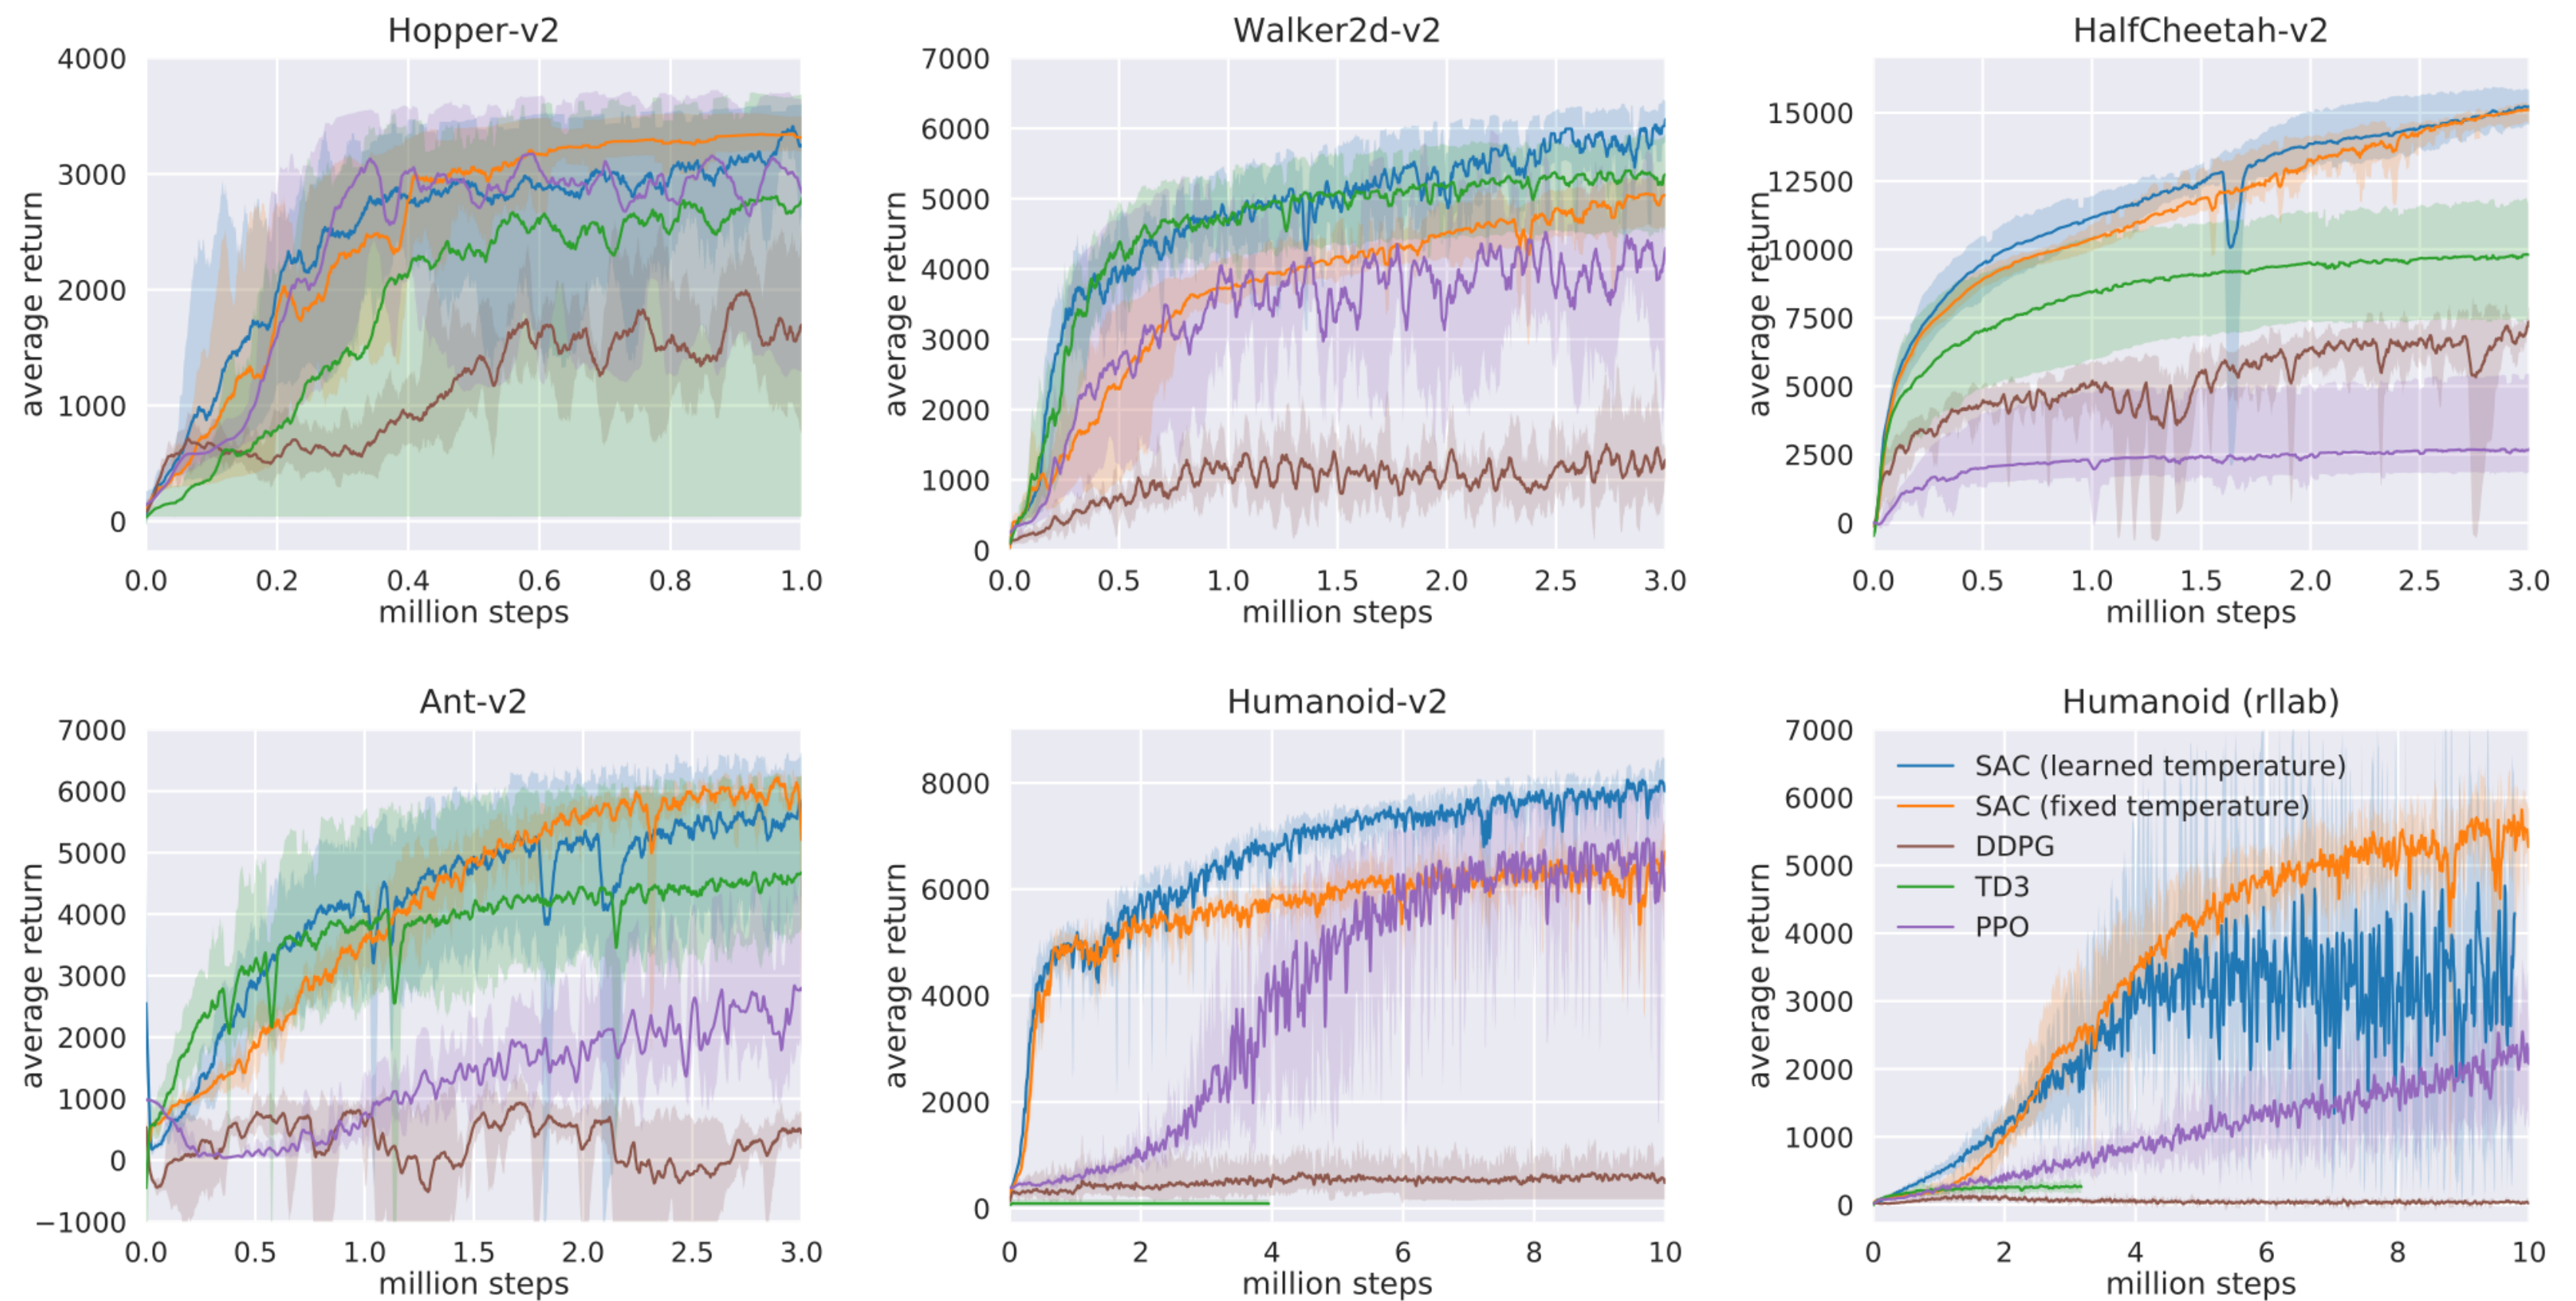 Hopper-v2
4000
3000
2000
1000
0
average return
0.0 0.2 0.4 0.6 0.8 1.0
million steps
Walker2d-v2
7000
6000
5000
4000
3000
2000
1000
0
average return
0.0 0.5 1.0 1.5 2.0 2.5 3.0
million steps
HalfCheetah-v2
15000
12500
10000
7500
5000
2500
0
average return
0.0 0.5 1.0 1.5 2.0 2.5 3.0
million steps
Ant-v2
7000
6000
5000
4000
3000
2000
1000
0
−1000
average return
0.0 0.5 1.0 1.5 2.0 2.5 3.0
million steps
Humanoid-v2
8000
6000
4000
2000
0
average return
0 2 4 6 8 10
million steps
Humanoid (rllab)
7000
6000
5000
4000
3000
2000
1000
0
average return
SAC (learned temperature)
SAC (fixed temperature)
DDPG
TD3
PPO
0 2 4 6 8 10
million steps